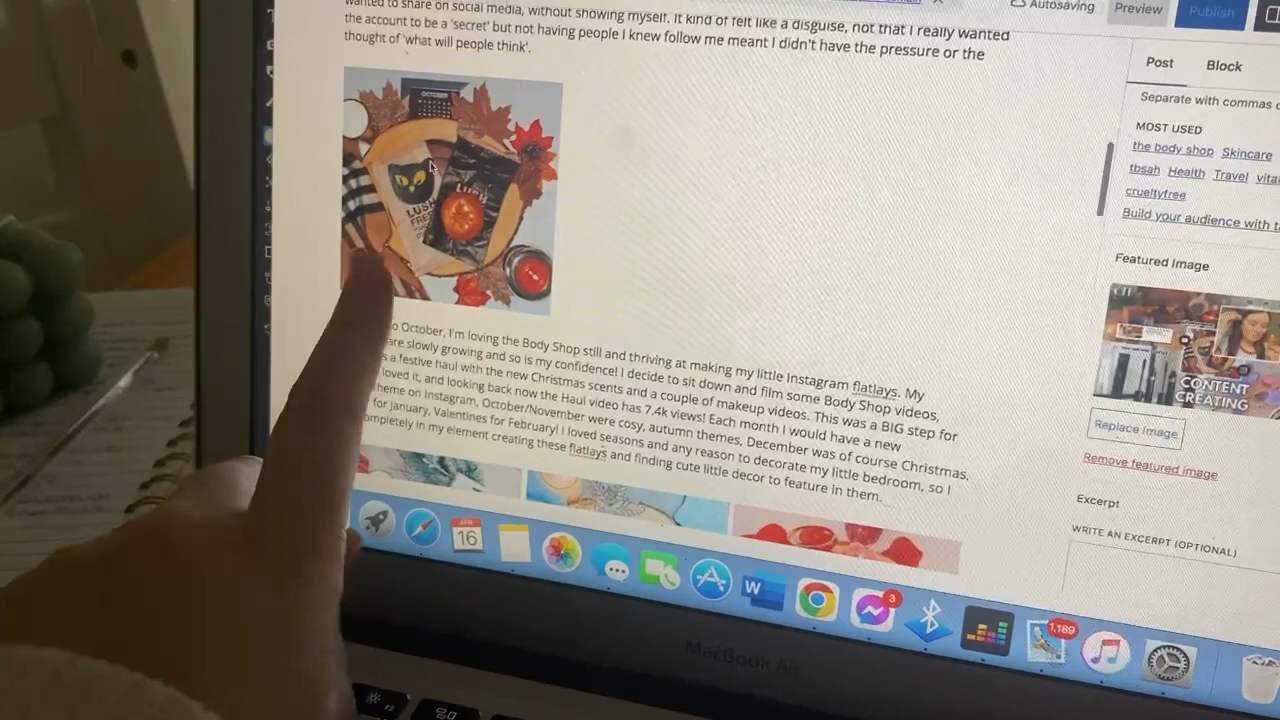 wanted to share on social media, without showing myself. It kind of felt like a disguise, not that I really wanted
the account to be a 'secret' but not having people I knew follow me meant I didn't have the pressure or the
thought of 'what will people think'.
OCTOBER
LUSH
FRE
LUSH
o October, I'm loving the Body Shop still and thriving at making my little Instagram flatlays. My
are slowly growing and so is my confidence! I decide to sit down and film some Body Shop videos,
s a festive haul with the new Christmas scents and a couple of makeup videos. This was a BIG step for
loved it, and looking back now the Haul video has 7.4k views! Each month I would have a new
heme on Instagram, October/November were cosy, autumn themes, December was of course Christmas,
for January, Valentines for February! I loved seasons and any reason to decorate my little bedroom, so I
ompletely in my element creating these flatlays and finding cute little decor to feature in them.
Autosaving
Preview
Publish
Post
Block
Separate with commas o
MOST USED
the body shop Skincare
tbsah Health Travel vita
crueltyfree
Build your audience with ta
Featured Image
CONTENT
CREATING
Replace Image
Remove featured image
Excerpt
WRITE AN EXCERPT (OPTIONAL)
APR
16
W
3
1,189
MacBook Air
F2